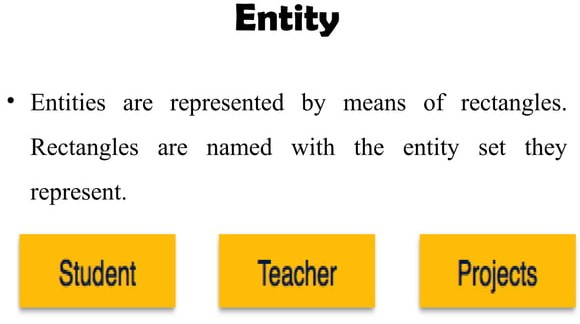 Entity
• Entities are represented by means of rectangles.
Rectangles are named with the entity set they
represent.
Student Teacher Projects